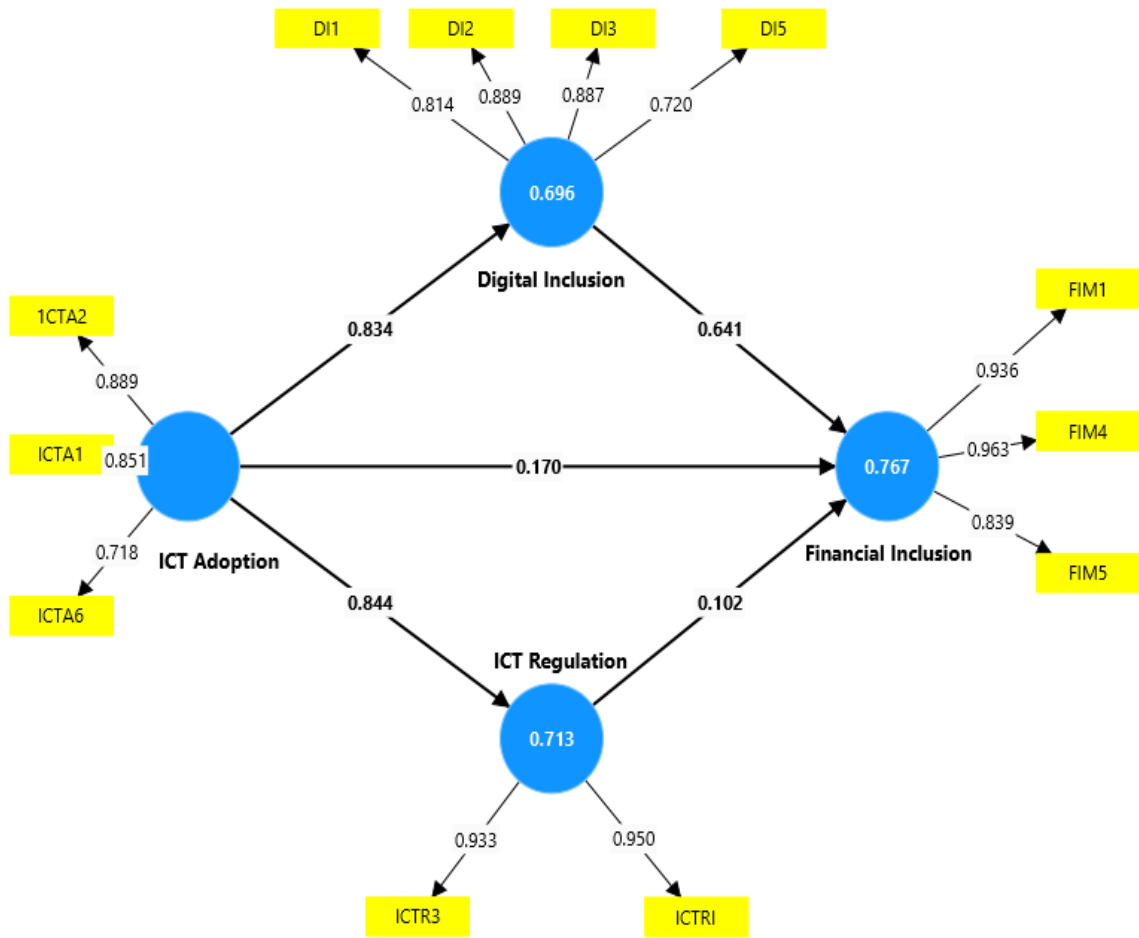 DI1
DI2
DI3
DI5
0.814
0.889
0.887
0.720
0.696
Digital Inclusion
1CTA2
0.889
ICTA1
0.851
0.718
ICTA6
ICT Adoption
0.834
0.641
0.170
0.844
0.102
FIM1
0.936
FIM4
0.963
0.767
0.839
Financial Inclusion
FIM5
ICT Regulation
0.713
0.933
0.950
ICTR3
ICTRI